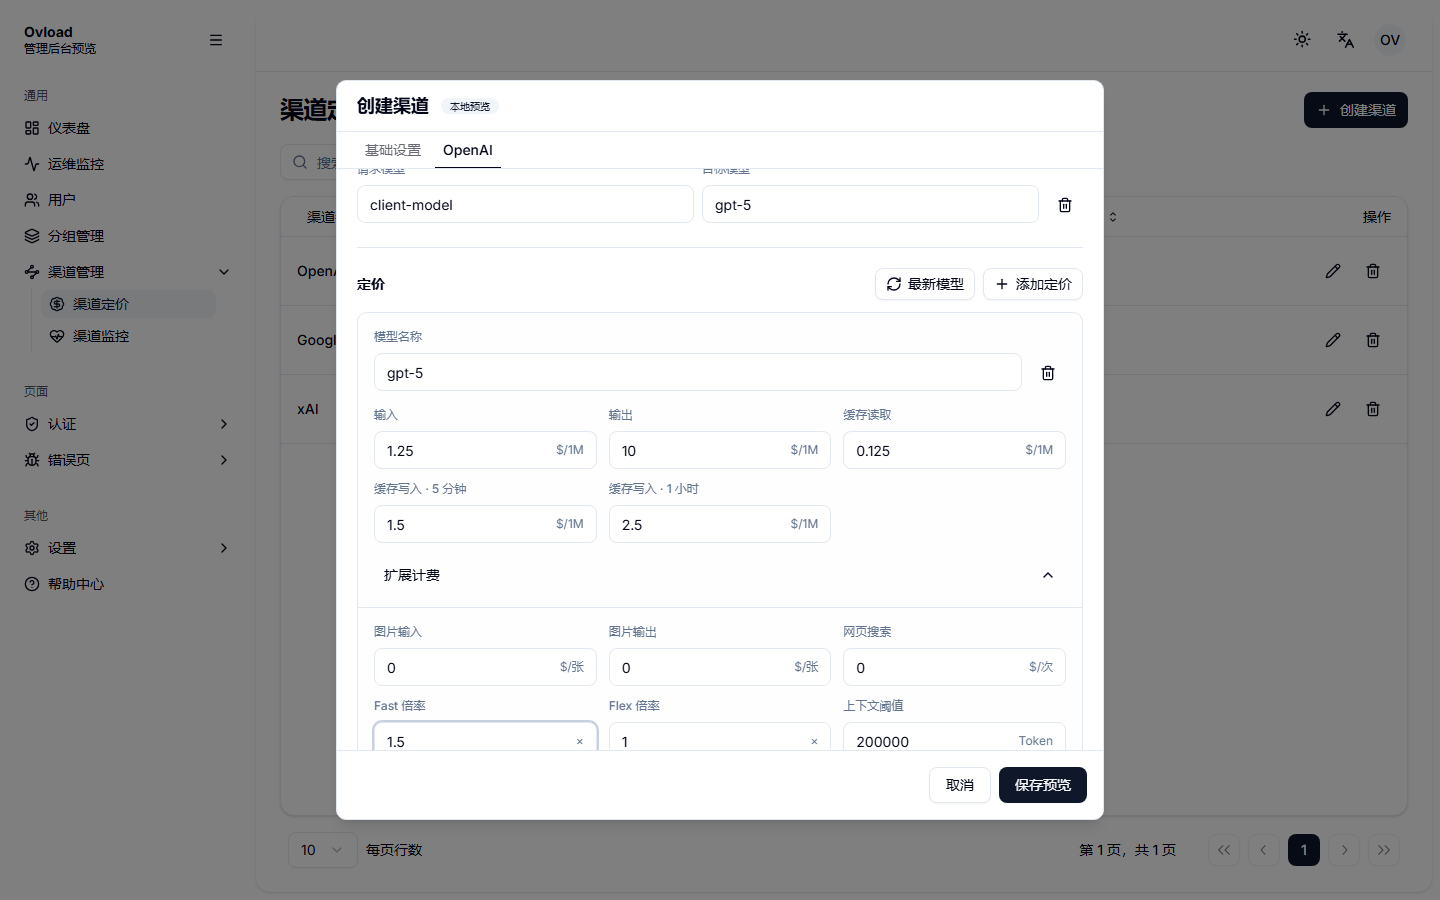 Ovload
管理后台预览
通用
仪表盘
运维监控
用户
分组管理
渠道管理
渠道定价
渠道监控
页面
认证
错误页
其他
设置
帮助中心
OV
创建渠道
操作
xAI
10
每页行数
第 1 页，共 1 页
1
创建渠道
本地预览
基础设置
OpenAI
请求模型
目标模型
client-model
gpt-5
定价
最新模型
添加定价
模型名称
gpt-5
输入
输出
缓存读取
1.25 $/1M
10 $/1M
0.125 $/1M
缓存写入 · 5 分钟
缓存写入 · 1 小时
1.5 $/1M
2.5 $/1M
扩展计费
图片输入
图片输出
网页搜索
0 $/张
0 $/张
0 $/次
Fast 倍率
Flex 倍率
上下文阈值
1.5 ×
1 ×
200000 Token
取消
保存预览